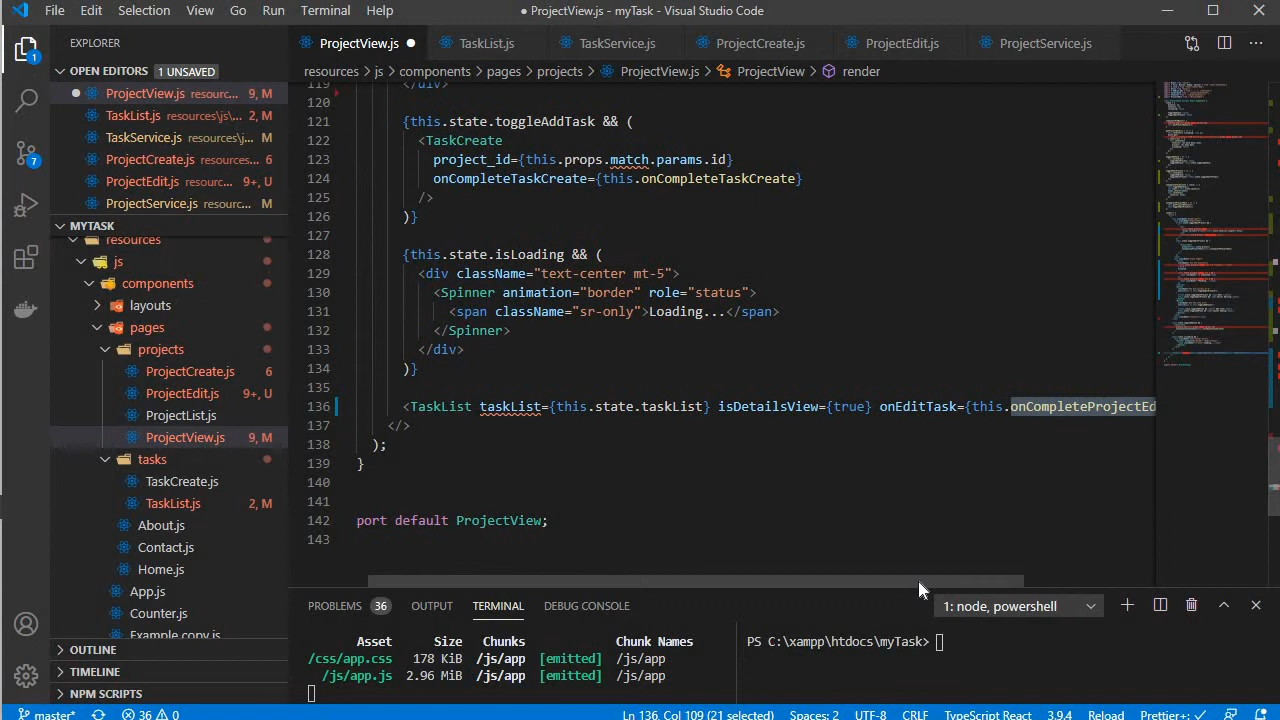 File Edit Selection View Go Run Terminal Help ● ProjectView.js - myTask - Visual Studio Code
EXPLORER
ProjectView.js TaskList.js TaskService.js ProjectCreate.js ProjectEdit.js ProjectService.js
OPEN EDITORS 1 UNSAVED
ProjectView.js resourc... 9, M
TaskList.js resources\js\... 2, M
TaskService.js resources\j... M
ProjectCreate.js resources... 6
ProjectEdit.js resourc... 9+, U
ProjectService.js resource... M
MYTASK
resources
js
components
layouts
pages
projects
ProjectCreate.js 6
ProjectEdit.js 9+, U
ProjectList.js
ProjectView.js 9, M
tasks
TaskCreate.js
TaskList.js 2, M
About.js
Contact.js
Home.js
App.js
Counter.js
Example copy.js
OUTLINE
TIMELINE
NPM SCRIPTS
1
7
resources > js > components > pages > projects > ProjectView.js > ProjectView > render
119 </div>
120
121 {this.state.toggleAddTask && (
122 <TaskCreate
123 project_id={this.props.match.params.id}
124 onCompleteTaskCreate={this.onCompleteTaskCreate}
125 />
126 )}
127
128 {this.state.isLoading && (
129 <div className="text-center mt-5">
130 <Spinner animation="border" role="status">
131 <span className="sr-only">Loading...</span>
132 </Spinner>
133 </div>
134 )}
135
136 <TaskList taskList={this.state.taskList} isDetailsView={true} onEditTask={this.onCompleteProjectEd
137 </>
138 );
139 }
140
141
142 port default ProjectView;
143
PROBLEMS 36 OUTPUT TERMINAL DEBUG CONSOLE 1: node, powershell
Asset Size Chunks Chunk Names
/css/app.css 178 KiB /js/app [emitted] /js/app
/js/app.js 2.96 MiB /js/app [emitted] /js/app
PS C:\xampp\htdocs\myTask>
master* 36 0 Ln 136, Col 109 (21 selected) Spaces: 2 UTF-8 CRLF TypeScript React 3.9.4 Reload Prettier+: ✓